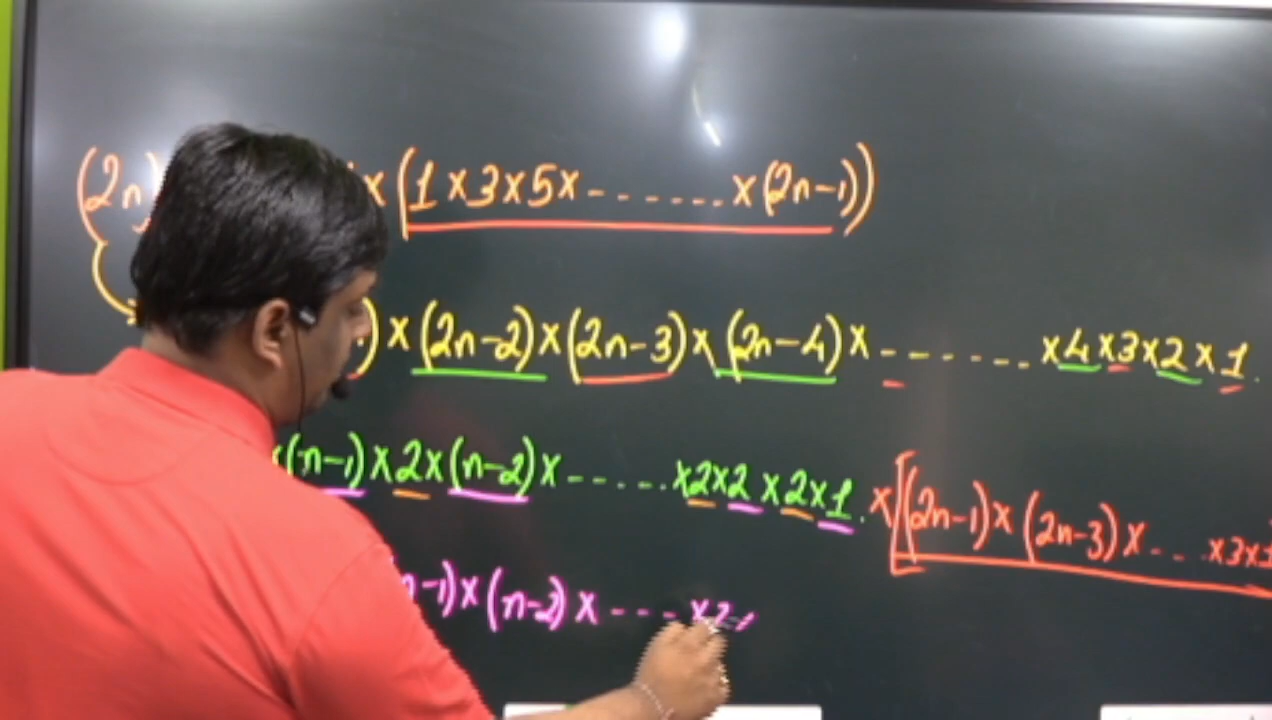 (2n) x (1 x 3 x 5 x - - - - - - x (2n-1))
) x (2n-2) x (2n-3) x (2n-4) x - - - - - - - x 4 x 3 x 2 x 1.
(n-1) x 2 x (n-2) x - - - - - - x 2 x 2 x 2 x 1. x [(2n-1) x (2n-3) x - - - x 3 x 1
-1) x (n-2) x - - - - x 2